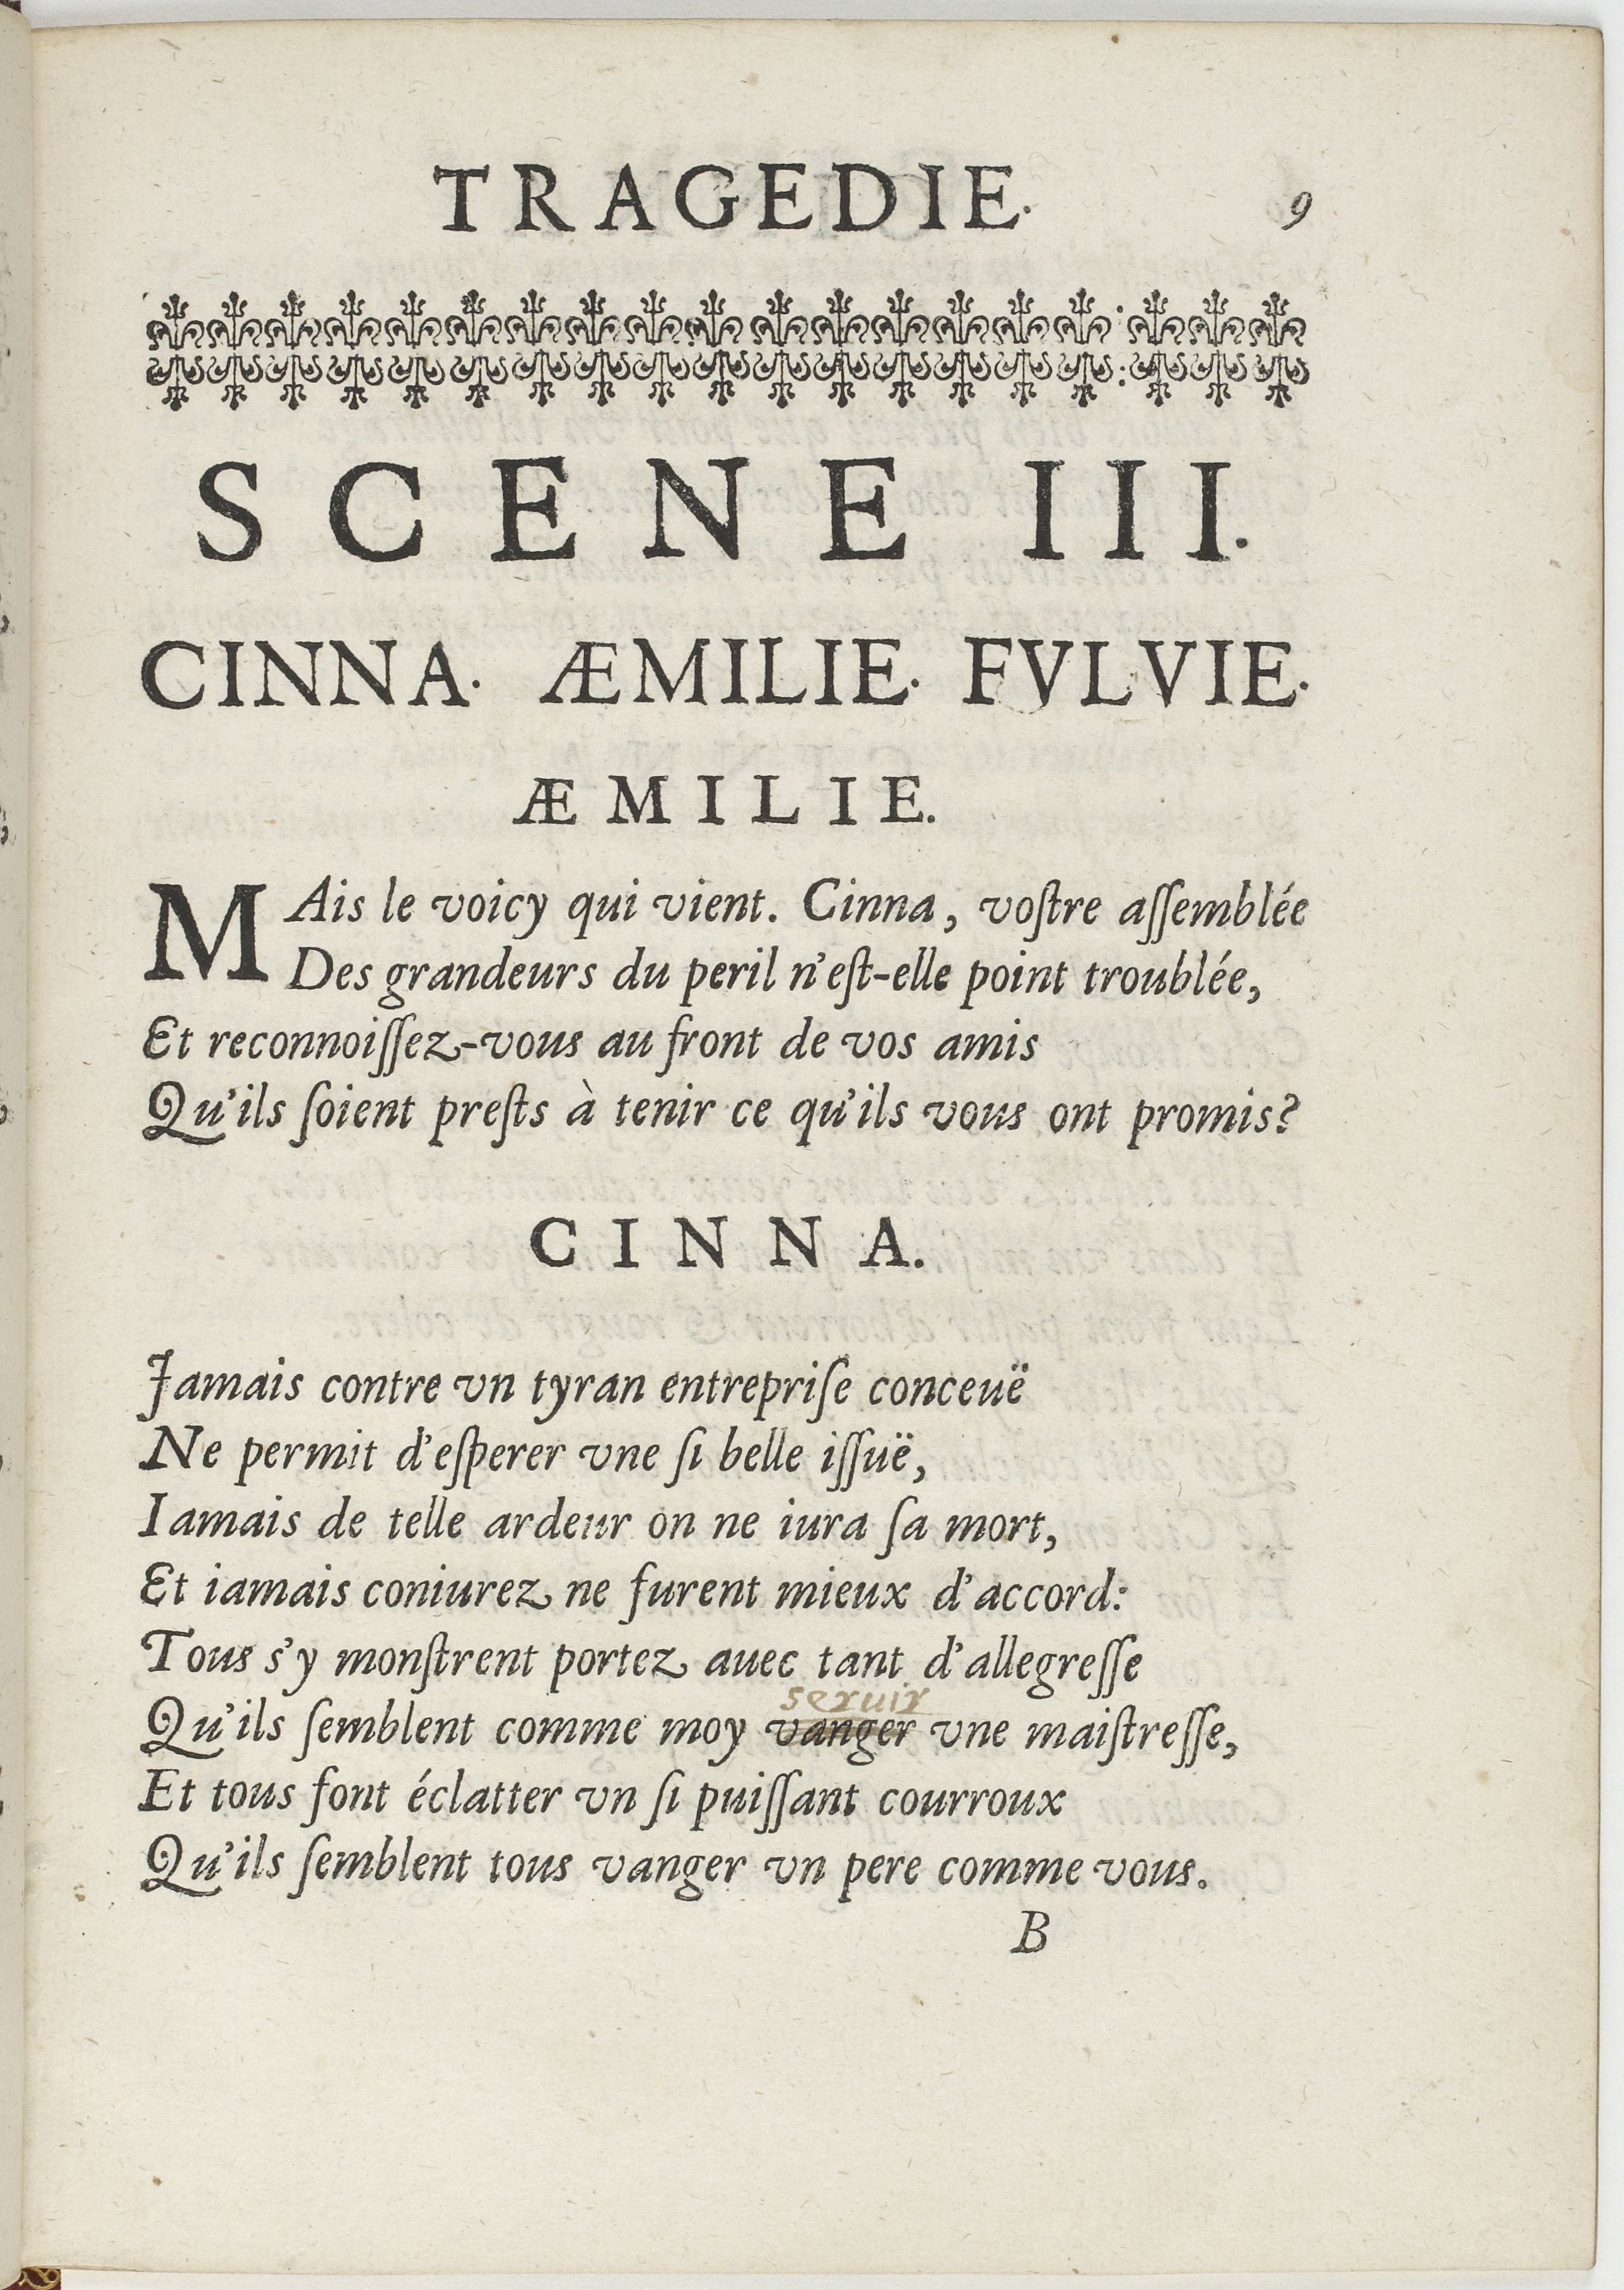 TRAGEDIE. 9
SCENE III.
CINNA. ÆMILIE. FVLVIE.
ÆMILIE.
MAis le voicy qui vient. Cinna, voſtre aſſemblée
Des grandeurs du peril n'eſt-elle point troublée,
Et reconnoiſſez-vous au front de vos amis
Qu'ils ſoient preſts à tenir ce qu'ils vous ont promis?
CINNA.
Jamais contre vn tyran entrepriſe conceuë
Ne permit d'eſperer vne ſi belle iſſuë,
Iamais de telle ardeur on ne iura ſa mort,
Et iamais coniurez ne furent mieux d'accord:
Tous s'y monſtrent portez auec tant d'allegreſſe
seruir
Qu'ils ſemblent comme moy vanger vne maiſtreſſe,
Et tous font éclatter vn ſi puiſſant courroux
Qu'ils ſemblent tous vanger vn pere comme vous.
B